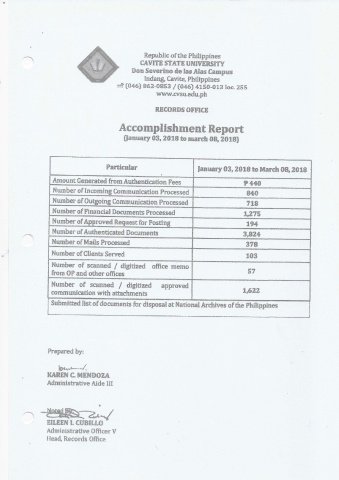 Republic of the Philippines
CAVITE STATE UNIVERSITY
Don Severino de las Alas Campus
Indang, Cavite, Philippines
(046) 862-0852 / (046) 4150-013 loc. 255
www.cvsu.edu.ph
RECORDS OFFICE
Accomplishment Report
(January 03, 2018 to march 08, 2018)
Particular January 03, 2018 to March 08, 2018
Amount Generated from Authentication Fees ₱ 440
Number of Incoming Communication Processed 840
Number of Outgoing Communication Processed 718
Number of Financial Documents Processed 1,275
Number of Approved Request for Posting 194
Number of Authenticated Documents 3,824
Number of Mails Processed 378
Number of Clients Served 103
Number of scanned / digitized office memo
from OP and other offices 57
Number of scanned / digitized approved
communication with attachments 1,622
Submitted list of documents for disposal at National Archives of the Philippines
Prepared by:
KAREN C. MENDOZA
Administrative Aide III
Noted by:
EILEEN L. CUBILLO
Administrative Officer V
Head, Records Office